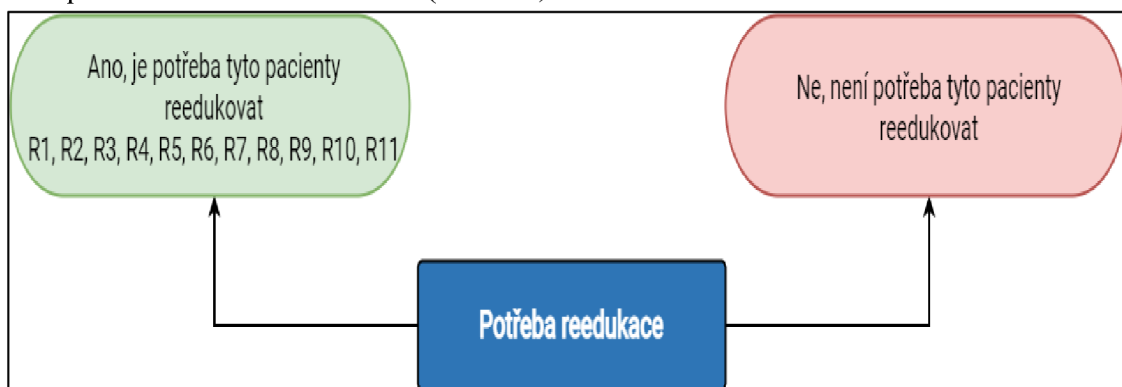 Ano, je potřeba tyto pacienty
reedukovat
R1, R2, R3, R4, R5, R6, R7, R8, R9, R10, R11
Ne, není potřeba tyto pacienty
reedukovat
Potřeba reedukace